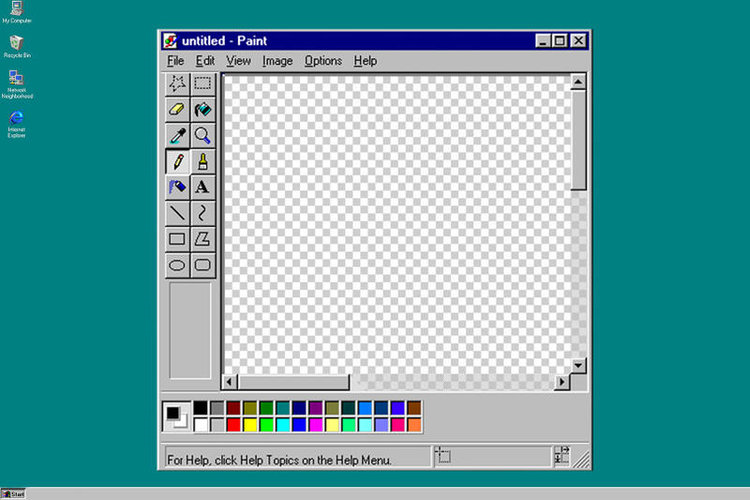 My Computer
Recycle Bin
Network
Neighborhood
Internet
Explorer
untitled - Paint
File Edit View Image Options Help
A
For Help, click Help Topics on the Help Menu.
Start